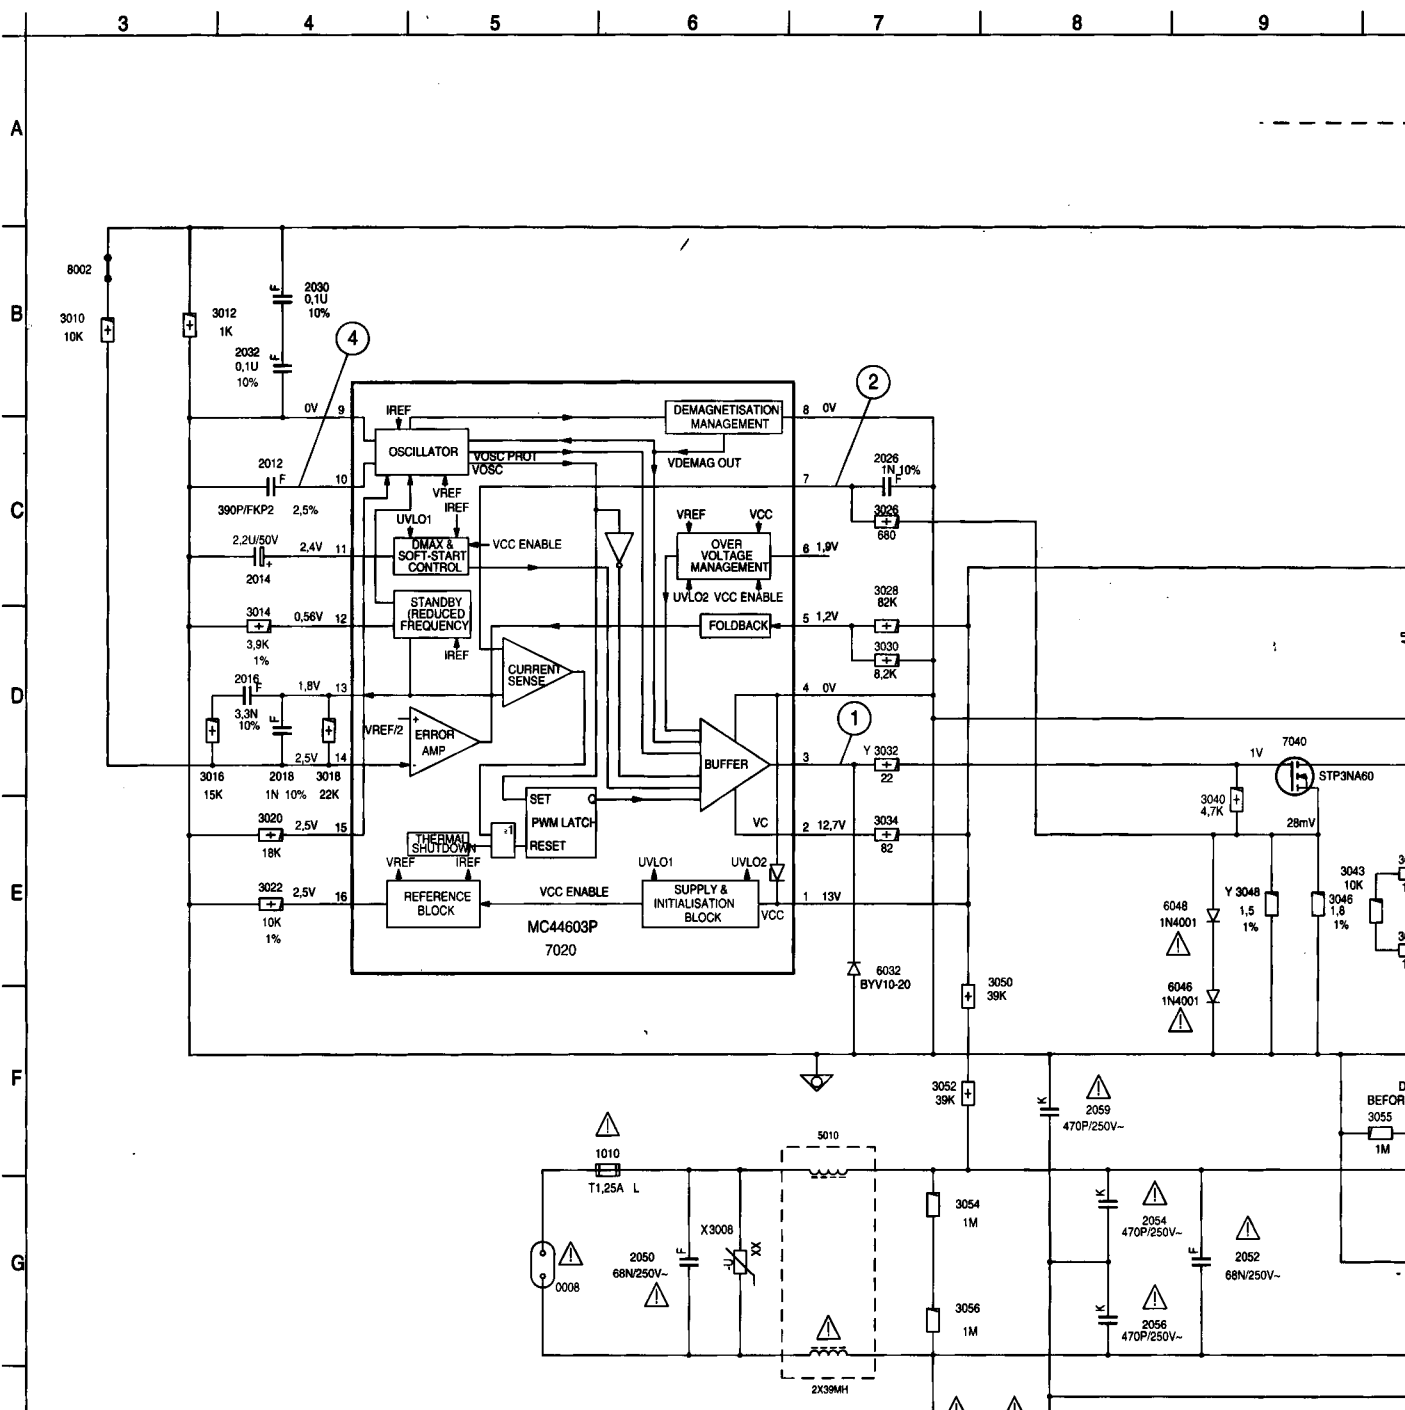 3 4 5 6 7 8 9
A
B
C
D
E
F
G
8002
3010
10K
3012
1K
F
2030
0,1U
10%
F
2032
0,1U
10%
4
2
0V 9
IREF
DEMAGNETISATION
MANAGEMENT
8 0V
OSCILLATOR
VOSC PROT
VOSC
VDEMAG OUT
2012
F
10
390P/FKP2 2,5%
VREF
IREF
7
2026
1N 10%
F
3026
680
2,2U/50V
+
2014
2,4V 11
UVLO1
DMAX &
SOFT-START
CONTROL
VCC ENABLE
VREF VCC
OVER
VOLTAGE
MANAGEMENT
6 1,9V
UVLO2 VCC ENABLE
3028
82K
3014
3,9K
1%
0,56V 12
STANDBY
(REDUCED
FREQUENCY)
IREF
FOLDBACK
5 1,2V
3030
8,2K
CURRENT
SENSE
2016
F
3,3N
10%
1,8V 13
4 0V
F
VREF/2
+
ERROR
AMP
-
1
BUFFER
3016
15K
2018
1N 10%
3018
22K
2,5V 14
3
Y 3032
22
1V
7040
STP3NA60
3040
4,7K
28mV
SET
Q
PWM LATCH
RESET
≥1
3020
18K
2,5V 15
THERMAL
SHUTDOWN
VC
2 12,7V
3034
82
VREF IREF
REFERENCE
BLOCK
VCC ENABLE
UVLO1 UVLO2
SUPPLY &
INITIALISATION
BLOCK
VCC
1 13V
3022
10K
1%
2,5V 16
MC44603P
7020
6032
BYV10-20
3050
39K
6048
1N4001
6046
1N4001
Y 3048
1,5
1%
3046
1,8
1%
3043
10K
3052
39K
K
2059
470P/250V~
BEFOR
3055
1M
1010
T1,25A L
5010
2X39MH
0008
2050
68N/250V~
F
X3008
-U
XX
3054
1M
3056
1M
K
2054
470P/250V~
K
2056
470P/250V~
F
2052
68N/250V~